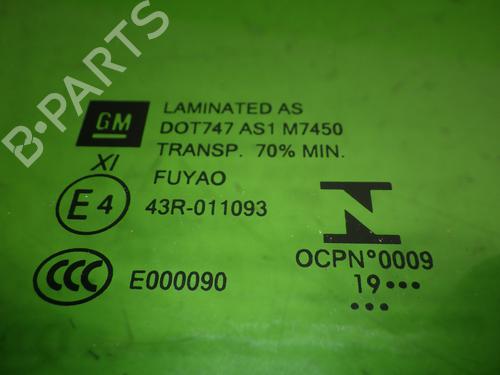 B-PARTS
GM
LAMINATED AS
DOT747 AS1 M7450
TRANSP. 70% MIN.
XI
FUYAO
E4
43R-011093
CCC
E000090
OCPN°0009
19•••
•••